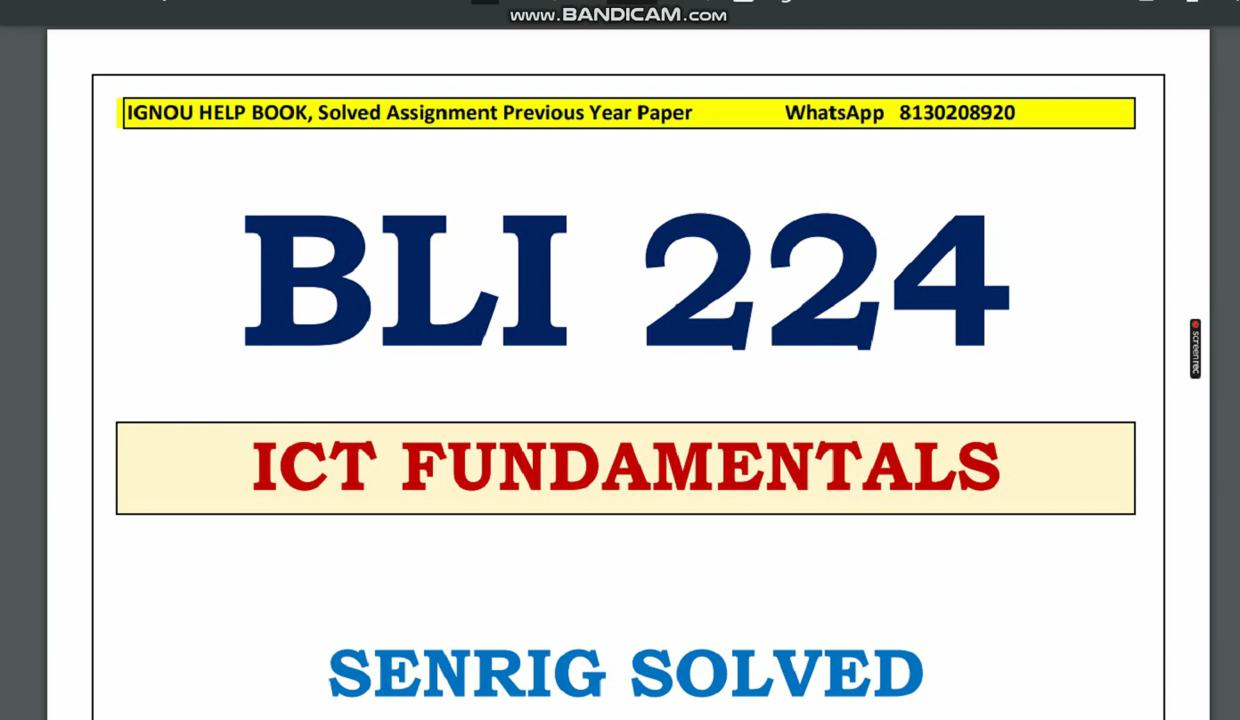 www.BANDICAM.com
IGNOU HELP BOOK, Solved Assignment Previous Year Paper WhatsApp 8130208920
BLI 224
ICT FUNDAMENTALS
screenrec
SENRIG SOLVED